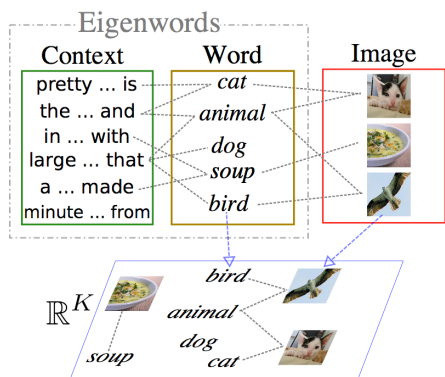 Eigenwords
Context Word Image
pretty ... is cat
the ... and animal
in ... with dog
large ... that soup
a ... made bird
minute ... from
bird
ℝ^K animal
dog
soup cat